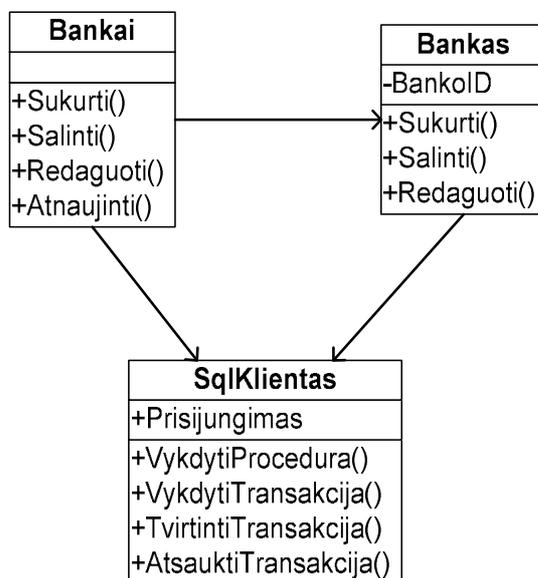 Bankai
+Sukurti()
+Salinti()
+Redaguoti()
+Atnaujinti()
Bankas
-BankoID
+Sukurti()
+Salinti()
+Redaguoti()
SqlKlientas
+Prisijungimas
+VykdytiProcedura()
+VykdytiTransakcija()
+TvirtintiTransakcija()
+AtsauktiTransakcija()